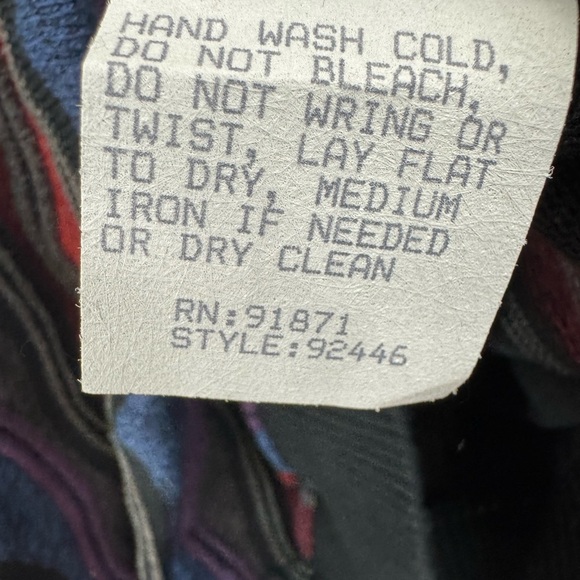 HAND WASH COLD,
DO NOT BLEACH,
DO NOT WRING OR
TWIST, LAY FLAT
TO DRY, MEDIUM
IRON IF NEEDED
OR DRY CLEAN
RN:91871
STYLE:92446